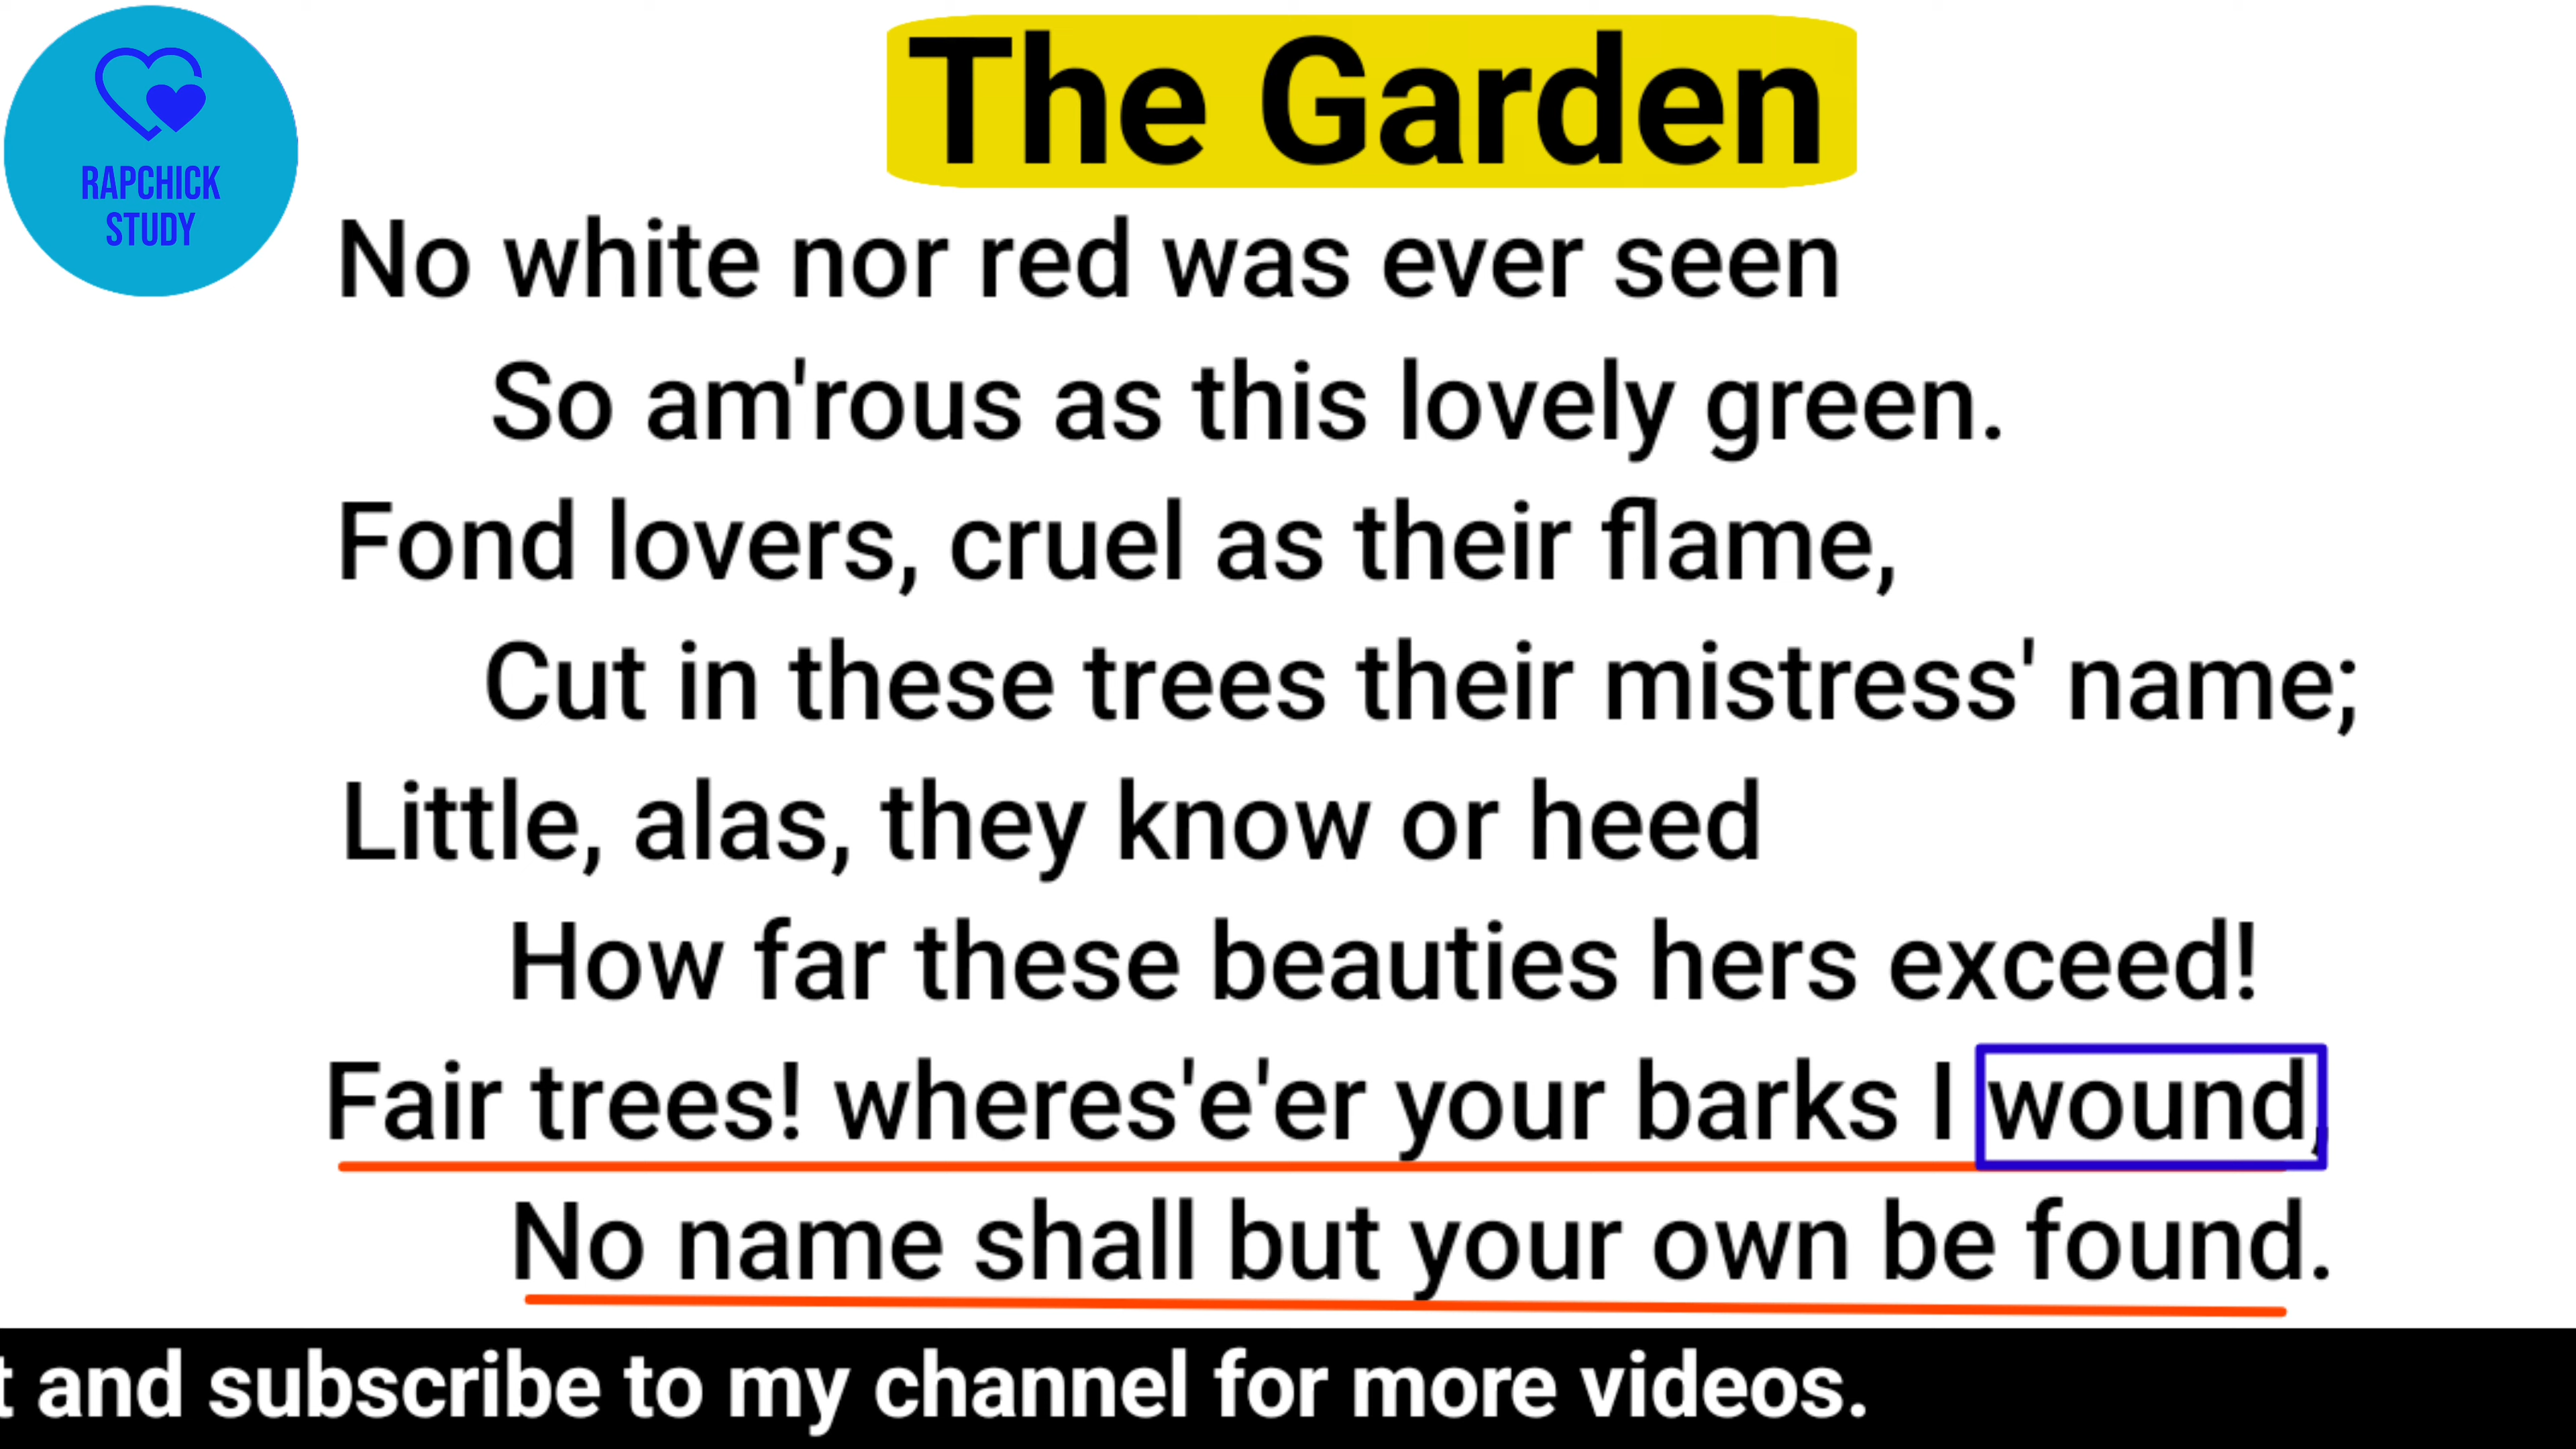 RAPCHICK
STUDY
The Garden
No white nor red was ever seen
So am'rous as this lovely green.
Fond lovers, cruel as their flame,
Cut in these trees their mistress' name;
Little, alas, they know or heed
How far these beauties hers exceed!
Fair trees! wheres'e'er your barks I wound,
No name shall but your own be found.
and subscribe to my channel for more videos.